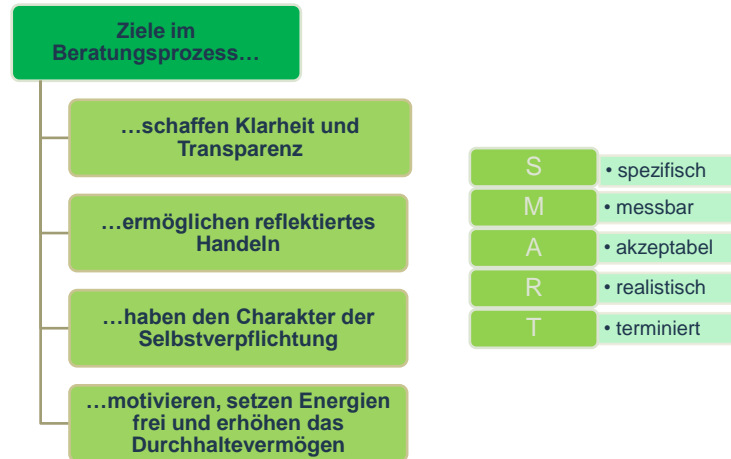 Ziele im
Beratungsprozess…
…schaffen Klarheit und
Transparenz
…ermöglichen reflektiertes
Handeln
…haben den Charakter der
Selbstverpflichtung
…motivieren, setzen Energien
frei und erhöhen das
Durchhaltevermögen
S • spezifisch
M • messbar
A • akzeptabel
R • realistisch
T • terminiert